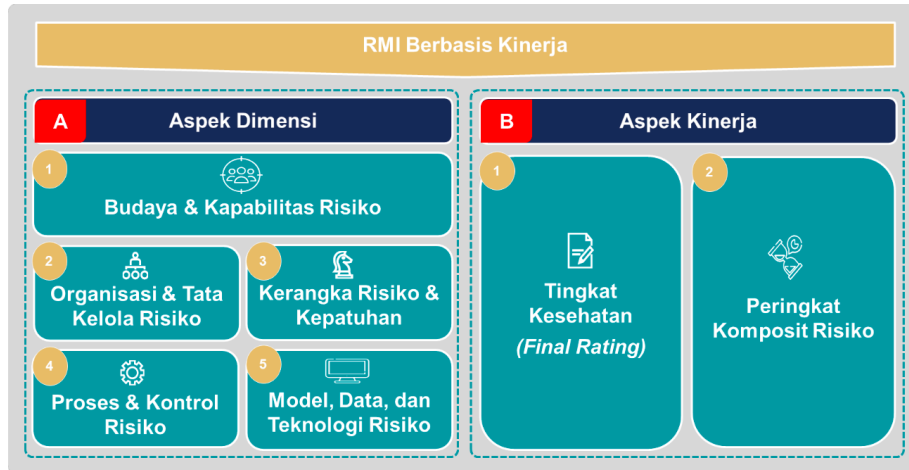 RMI Berbasis Kinerja
A
Aspek Dimensi
1
Budaya & Kapabilitas Risiko
2
Organisasi & Tata
Kelola Risiko
3
Kerangka Risiko &
Kepatuhan
4
Proses & Kontrol
Risiko
5
Model, Data, dan
Teknologi Risiko
B
Aspek Kinerja
1
Tingkat
Kesehatan
(Final Rating)
2
Peringkat
Komposit Risiko